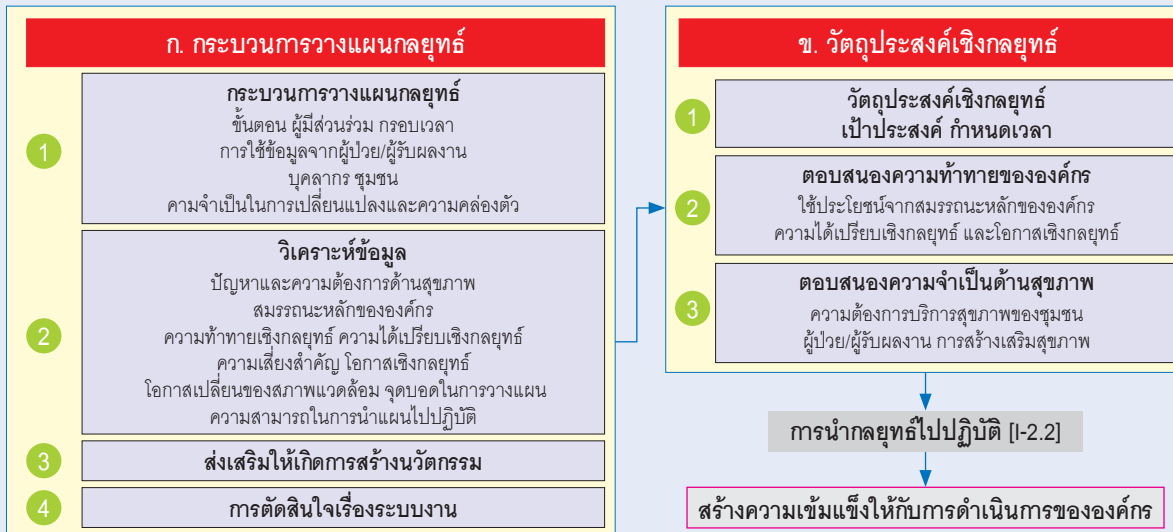 ก. กระบวนการวางแผนกลยุทธ์
1
กระบวนการวางแผนกลยุทธ์
ขั้นตอน ผู้มีส่วนร่วม กรอบเวลา
การใช้ข้อมูลจากผู้ป่วย/ผู้รับผลงาน
บุคลากร ชุมชน
คามจำเป็นในการเปลี่ยนแปลงและความคล่องตัว
2
วิเคราะห์ข้อมูล
ปัญหาและความต้องการด้านสุขภาพ
สมรรถนะหลักขององค์กร
ความท้าทายเชิงกลยุทธ์ ความได้เปรียบเชิงกลยุทธ์
ความเสี่ยงสำคัญ โอกาสเชิงกลยุทธ์
โอกาสเปลี่ยนของสภาพแวดล้อม จุดบอดในการวางแผน
ความสามารถในการนำแผนไปปฏิบัติ
3
ส่งเสริมให้เกิดการสร้างนวัตกรรม
4
การตัดสินใจเรื่องระบบงาน
ข. วัตถุประสงค์เชิงกลยุทธ์
1
วัตถุประสงค์เชิงกลยุทธ์
เป้าประสงค์ กำหนดเวลา
2
ตอบสนองความท้าทายขององค์กร
ใช้ประโยชน์จากสมรรถนะหลักขององค์กร
ความได้เปรียบเชิงกลยุทธ์ และโอกาสเชิงกลยุทธ์
3
ตอบสนองความจำเป็นด้านสุขภาพ
ความต้องการบริการสุขภาพของชุมชน
ผู้ป่วย/ผู้รับผลงาน การสร้างเสริมสุขภาพ
การนำกลยุทธ์ไปปฏิบัติ [I-2.2]
สร้างความเข้มแข็งให้กับการดำเนินการขององค์กร